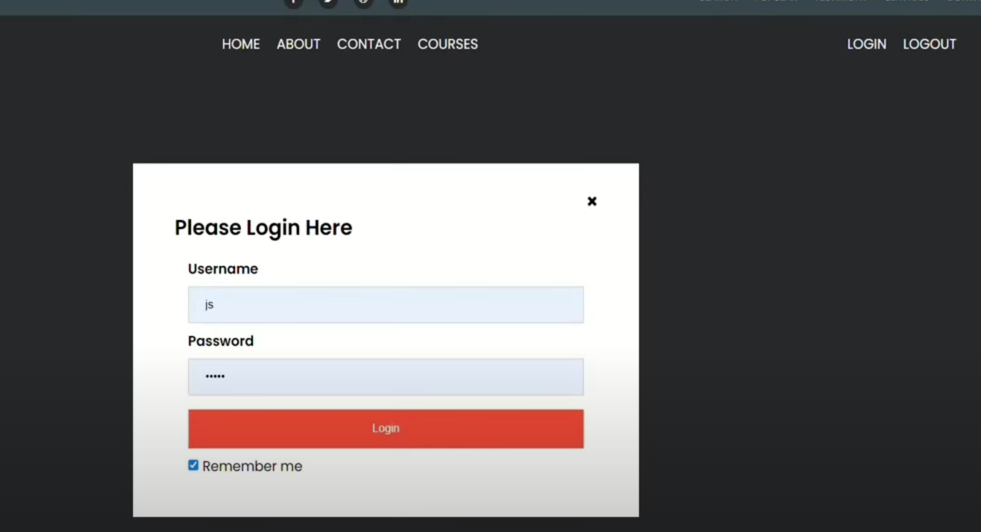 HOME ABOUT CONTACT COURSES LOGIN LOGOUT
Please Login Here
Username
js
Password
•••••
Login
Remember me